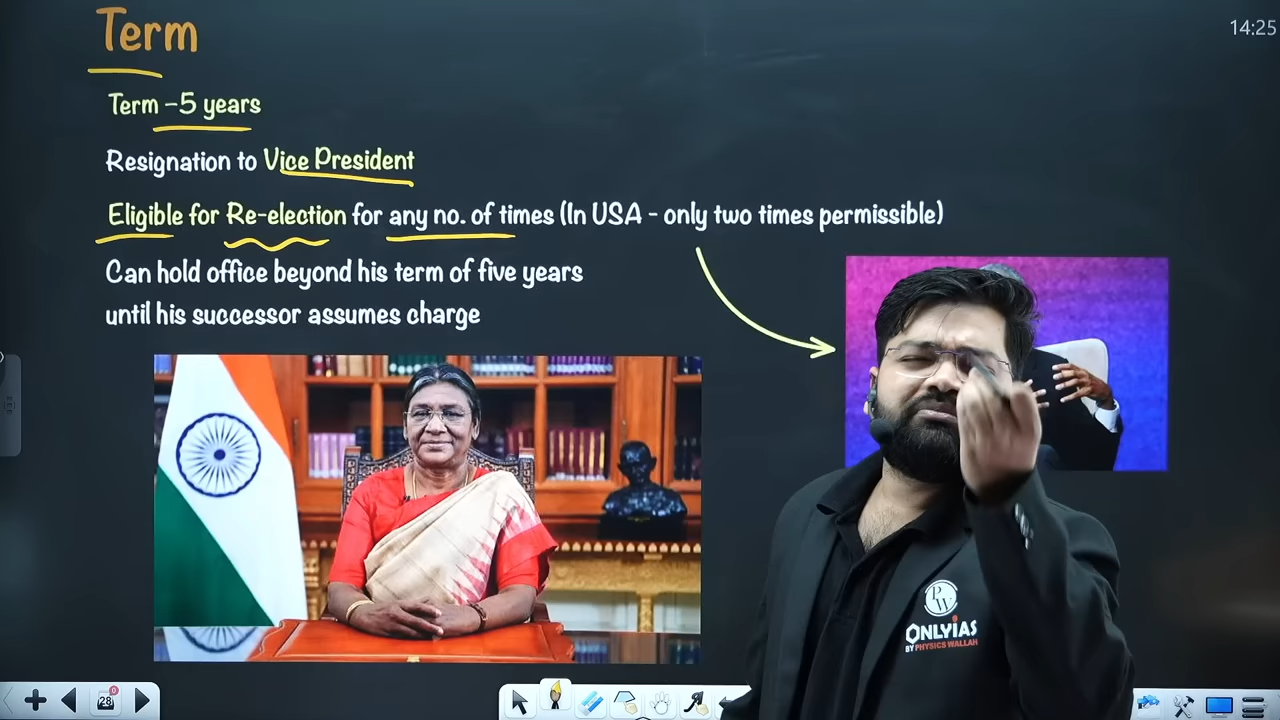 Term
14:25
Term -5 years
Resignation to Vice President
Eligible for Re-election for any no. of times (In USA - only two times permissible)
Can hold office beyond his term of five years
until his successor assumes charge
PW
ONLYiAS
BY PHYSICS WALLAH
28
0